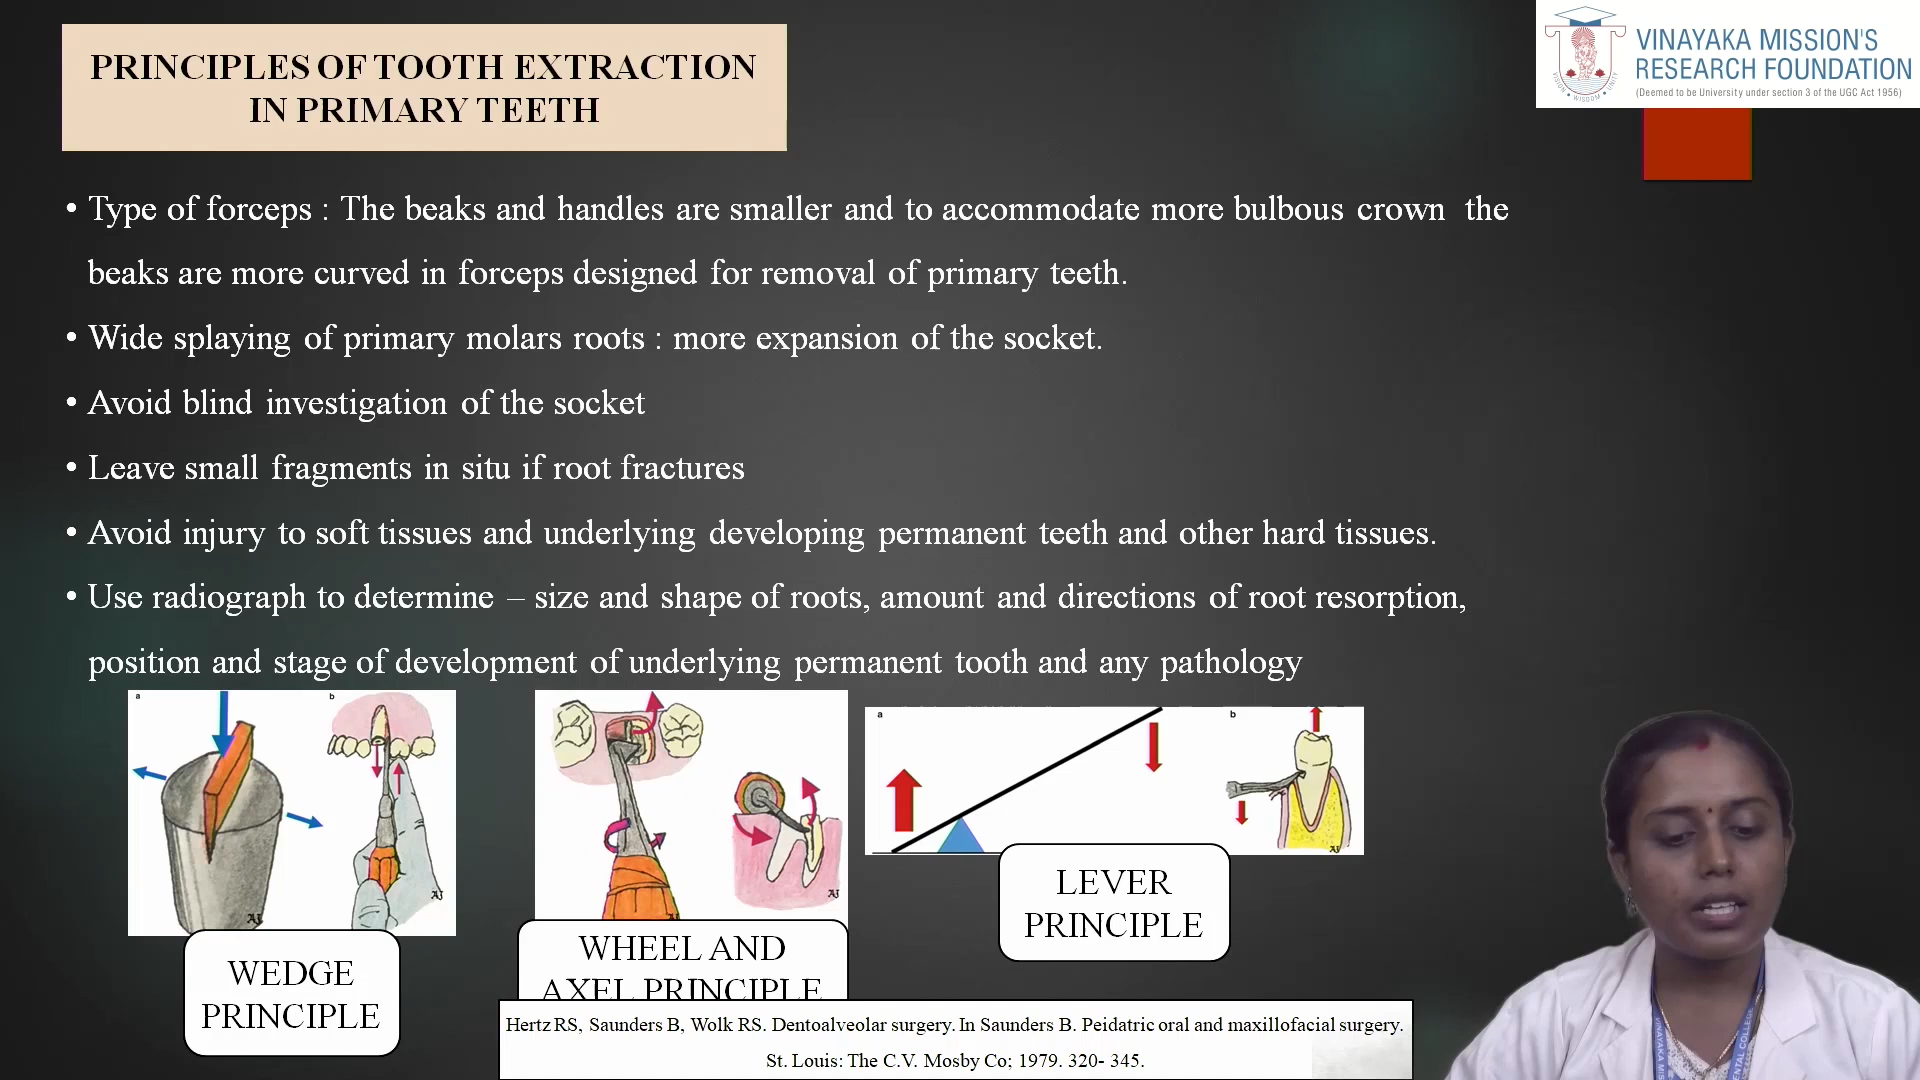 PRINCIPLES OF TOOTH EXTRACTION
IN PRIMARY TEETH
VINAYAKA MISSION'S
RESEARCH FOUNDATION
(Deemed to be University under section 3 of the UGC Act 1956)
VISION • WISDOM • UNITY
• Type of forceps : The beaks and handles are smaller and to accommodate more bulbous crown the
beaks are more curved in forceps designed for removal of primary teeth.
• Wide splaying of primary molars roots : more expansion of the socket.
• Avoid blind investigation of the socket
• Leave small fragments in situ if root fractures
• Avoid injury to soft tissues and underlying developing permanent teeth and other hard tissues.
• Use radiograph to determine – size and shape of roots, amount and directions of root resorption,
position and stage of development of underlying permanent tooth and any pathology
a
b
AJ
AJ
AJ
a
b
AJ
WEDGE
PRINCIPLE
WHEEL AND
AXEL PRINCIPLE
LEVER
PRINCIPLE
Hertz RS, Saunders B, Wolk RS. Dentoalveolar surgery. In Saunders B. Peidatric oral and maxillofacial surgery.
St. Louis: The C.V. Mosby Co; 1979. 320- 345.